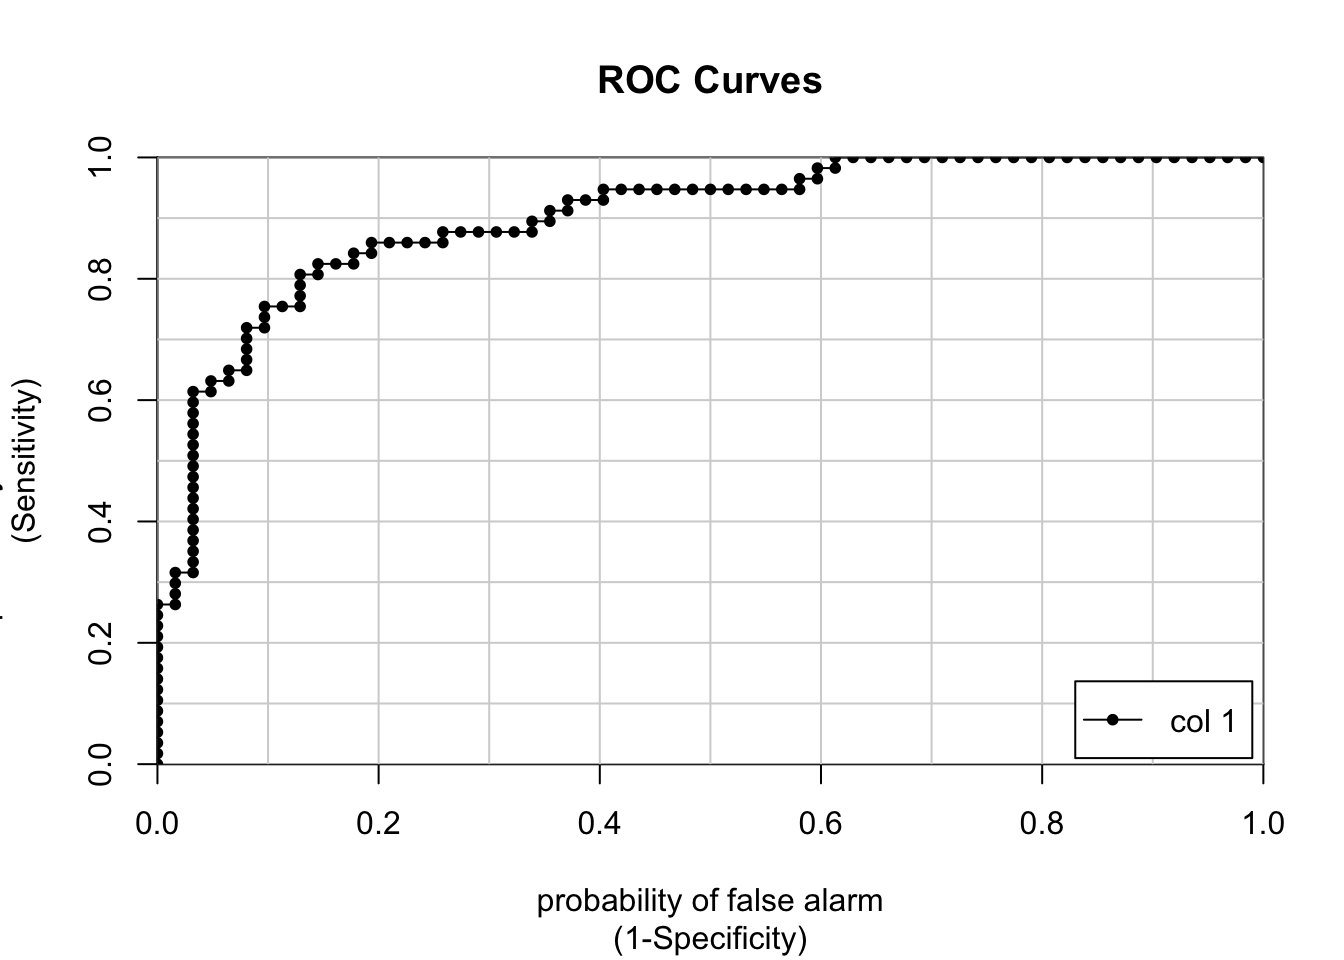 ROC Curves
(Sensitivity)
1.0
0.8
0.6
0.4
0.2
0.0
0.0 0.2 0.4 0.6 0.8 1.0
col 1
probability of false alarm
(1-Specificity)